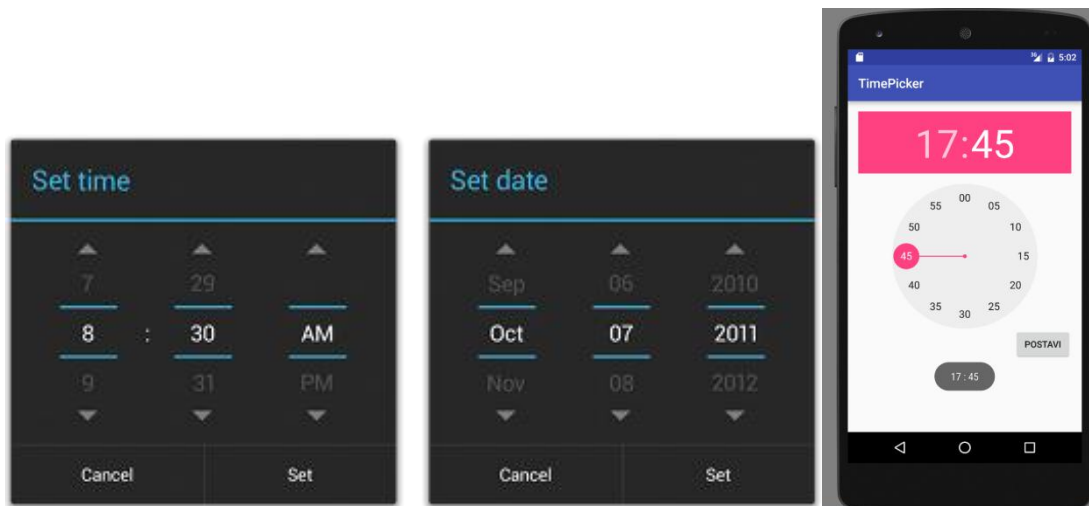 Set time
7 29
8 : 30 AM
9 31 PM
Cancel Set
Set date
Sep 06 2010
Oct 07 2011
Nov 08 2012
Cancel Set
5:02
TimePicker
17:45
00
55 05
50 10
45 15
40 20
35 25
30
POSTAVI
17 : 45